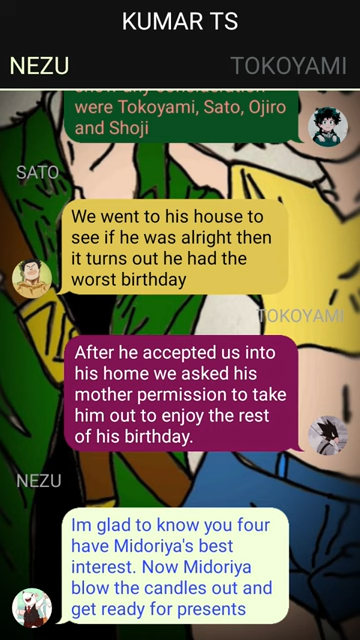 KUMAR TS
NEZU
TOKOYAMI
show any consideration
were Tokoyami, Sato, Ojiro
and Shoji
SATO
We went to his house to
see if he was alright then
it turns out he had the
worst birthday
TOKOYAMI
After he accepted us into
his home we asked his
mother permission to take
him out to enjoy the rest
of his birthday.
NEZU
Im glad to know you four
have Midoriya's best
interest. Now Midoriya
blow the candles out and
get ready for presents